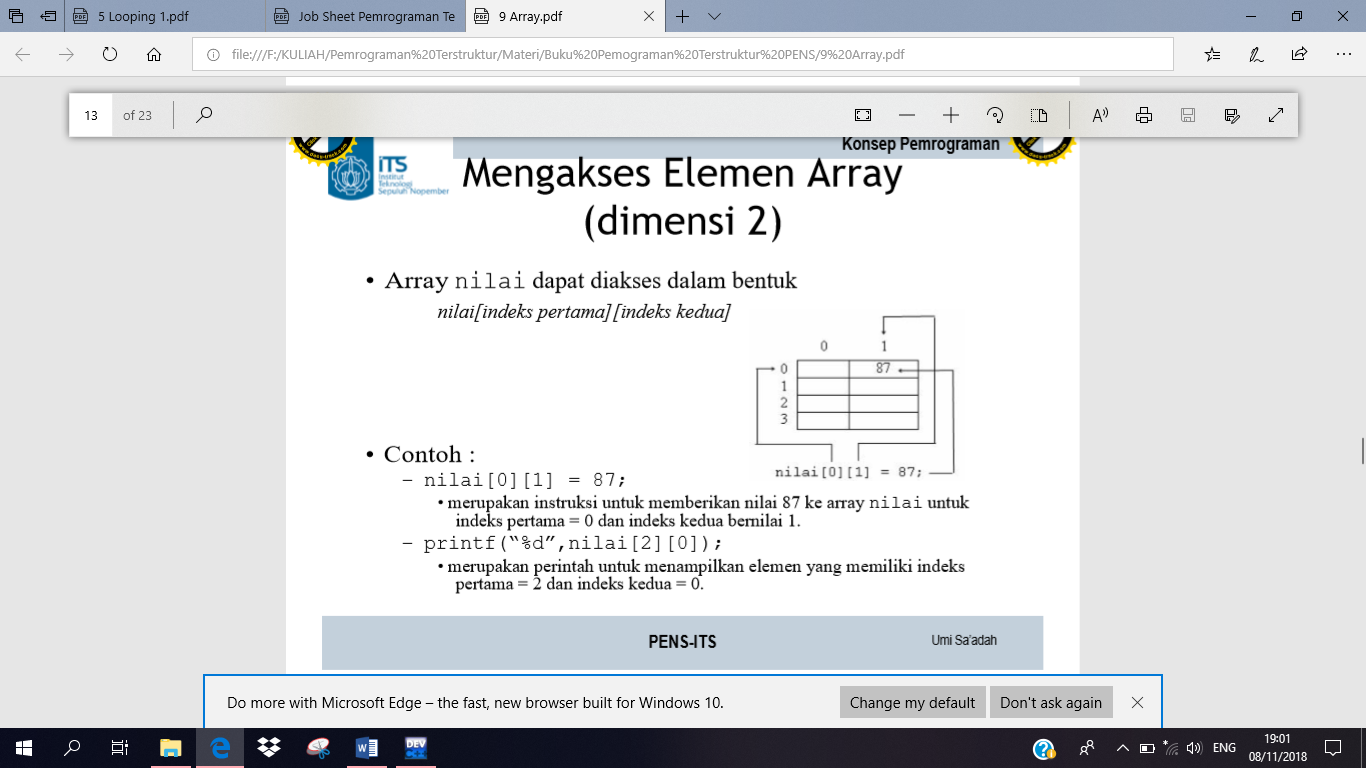 5 Looping 1.pdf
Job Sheet Pemrograman Te
9 Array.pdf
file:///F:/KULIAH/Pemrograman%20Terstruktur/Materi/Buku%20Pemograman%20Terstruktur%20PENS/9%20Array.pdf
13 of 23
www.docu-track.com
Konsep Pemrograman
iTS
Institut
Teknologi
Sepuluh Nopember
Mengakses Elemen Array
(dimensi 2)
• Array nilai dapat diakses dalam bentuk
nilai[indeks pertama][indeks kedua]
0 1
0 87
1
2
3
nilai[0][1] = 87;
• Contoh :
– nilai[0][1] = 87;
• merupakan instruksi untuk memberikan nilai 87 ke array nilai untuk
indeks pertama = 0 dan indeks kedua bernilai 1.
– printf(“%d”,nilai[2][0]);
• merupakan perintah untuk menampilkan elemen yang memiliki indeks
pertama = 2 dan indeks kedua = 0.
PENS-ITS
Umi Sa'adah
Do more with Microsoft Edge – the fast, new browser built for Windows 10.
Change my default
Don't ask again
DEV
ENG
19:01
08/11/2018